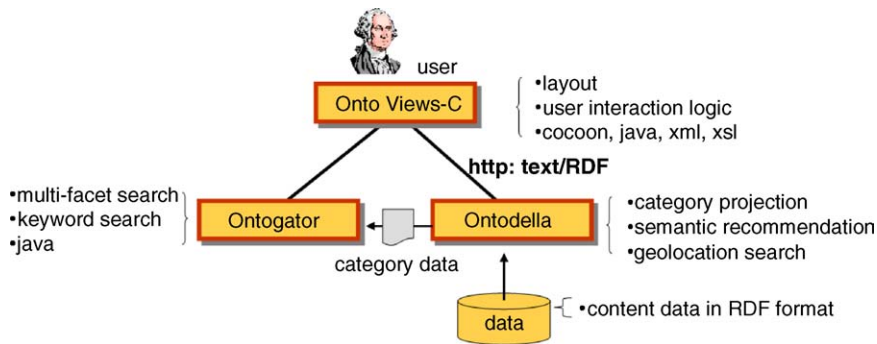 user
Onto Views-C
•layout
•user interaction logic
•cocoon, java, xml, xsl
http: text/RDF
•multi-facet search
•keyword search
•java
Ontogator
Ontodella
•category projection
•semantic recommendation
•geolocation search
category data
data
•content data in RDF format